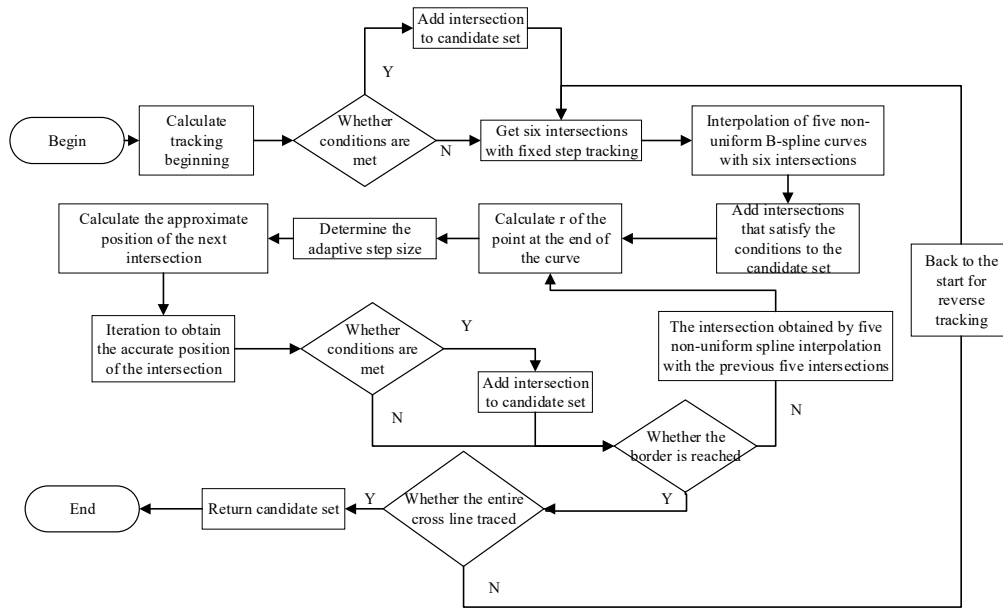 Add intersection
to candidate set
Y
Begin
Calculate
tracking
beginning
Whether
conditions are
met
N
Get six intersections
with fixed step tracking
Interpolation of five non-
uniform B-spline curves
with six intersections
Calculate the approximate
position of the next
intersection
Determine the
adaptive step size
Calculate r of the
point at the end of
the curve
Add intersections
that satisfy the
conditions to the
candidate set
Back to the
start for
reverse
tracking
Iteration to obtain
the accurate position
of the intersection
Whether
conditions are
met
Y
Add intersection
to candidate set
The intersection obtained by five
non-uniform spline interpolation
with the previous five intersections
N
N
Whether the
border is reached
End
Return candidate set
Y
Whether the entire
cross line traced
Y
N